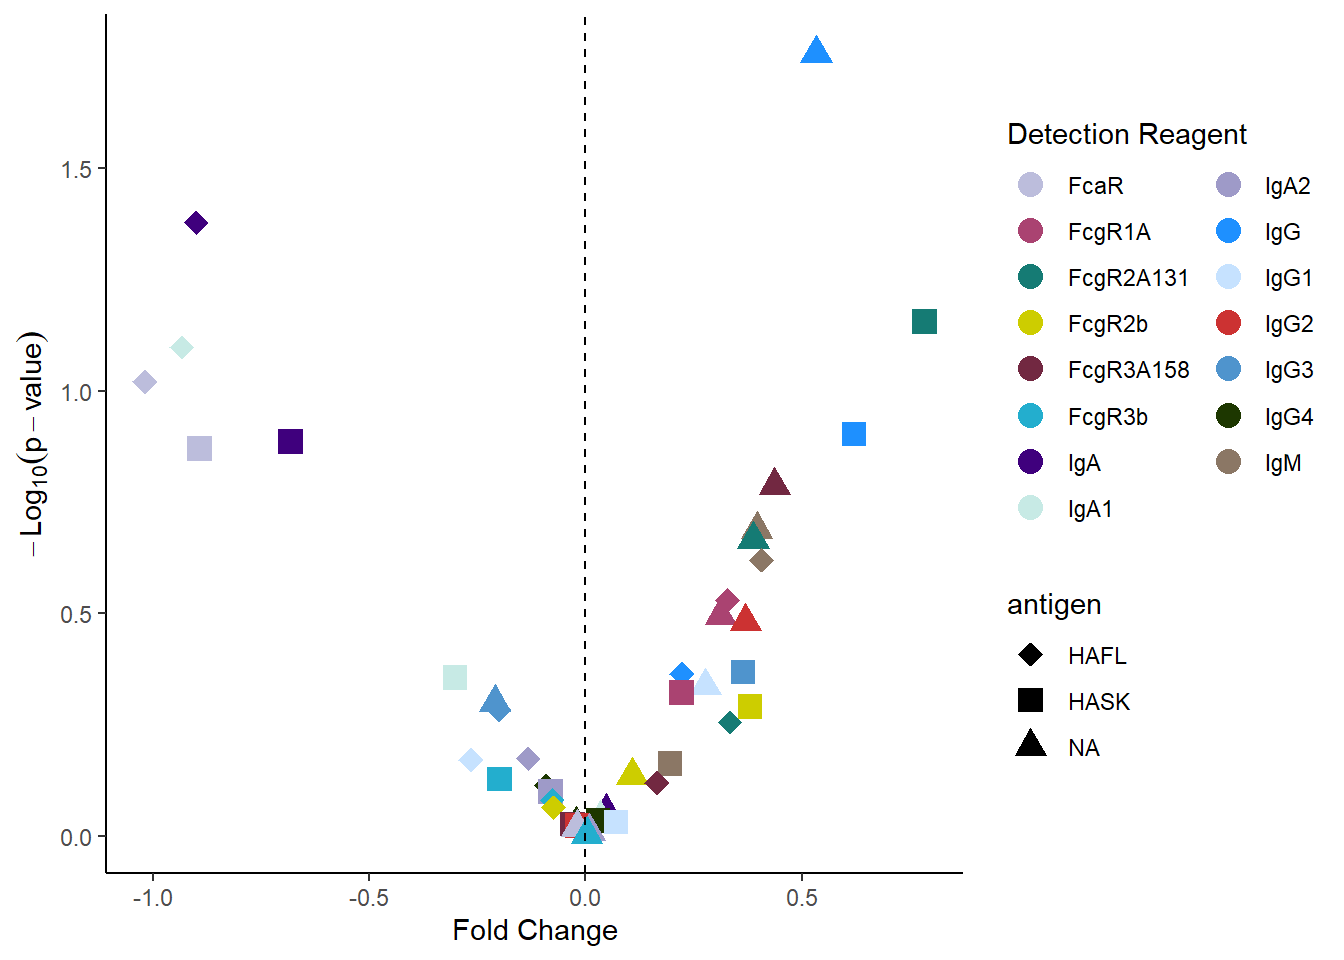 −Log10(p−value)
1.5
1.0
0.5
0.0
-1.0
-0.5
0.0
0.5
Fold Change
Detection Reagent
FcaR
FcgR1A
FcgR2A131
FcgR2b
FcgR3A158
FcgR3b
IgA
IgA1
IgA2
IgG
IgG1
IgG2
IgG3
IgG4
IgM
antigen
HAFL
HASK
NA